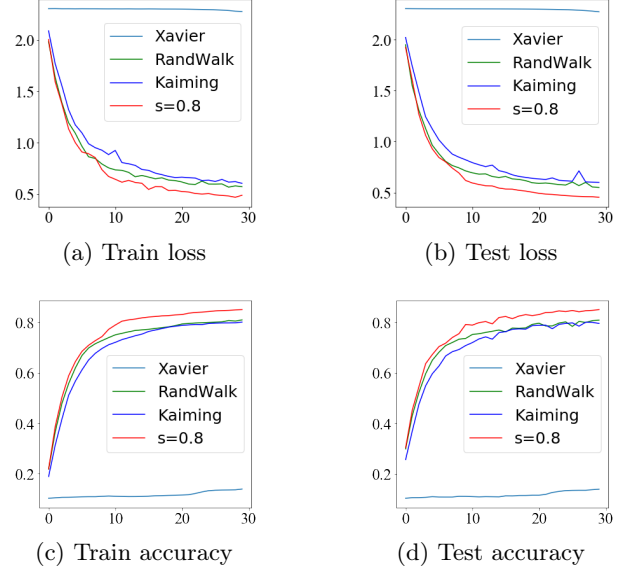 2.0
1.5
1.0
0.5
0
10
20
30
Xavier
RandWalk
Kaiming
s=0.8
(a) Train loss
2.0
1.5
1.0
0.5
0
10
20
30
Xavier
RandWalk
Kaiming
s=0.8
(b) Test loss
0.8
0.6
0.4
0.2
0
10
20
30
Xavier
RandWalk
Kaiming
s=0.8
(c) Train accuracy
0.8
0.6
0.4
0.2
0
10
20
30
Xavier
RandWalk
Kaiming
s=0.8
(d) Test accuracy